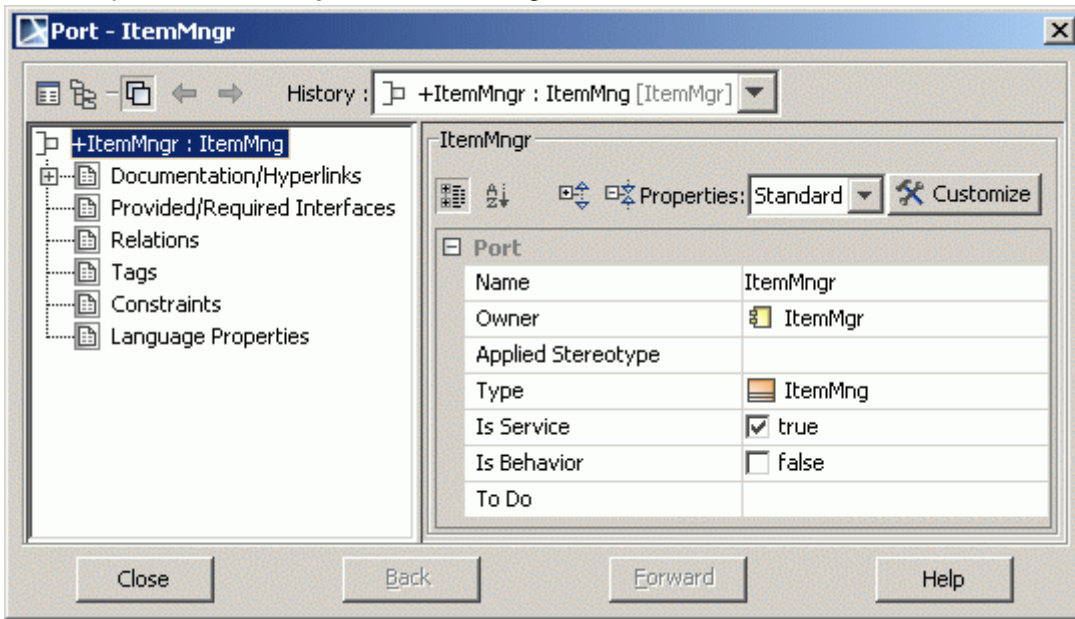 Port - ItemMngr
History : +ItemMngr : ItemMng [ItemMgr]
+ItemMngr : ItemMng
Documentation/Hyperlinks
Provided/Required Interfaces
Relations
Tags
Constraints
Language Properties
ItemMngr
Properties: Standard Customize
Port
Name ItemMngr
Owner ItemMgr
Applied Stereotype
Type ItemMng
Is Service true
Is Behavior false
To Do
Close Back Forward Help